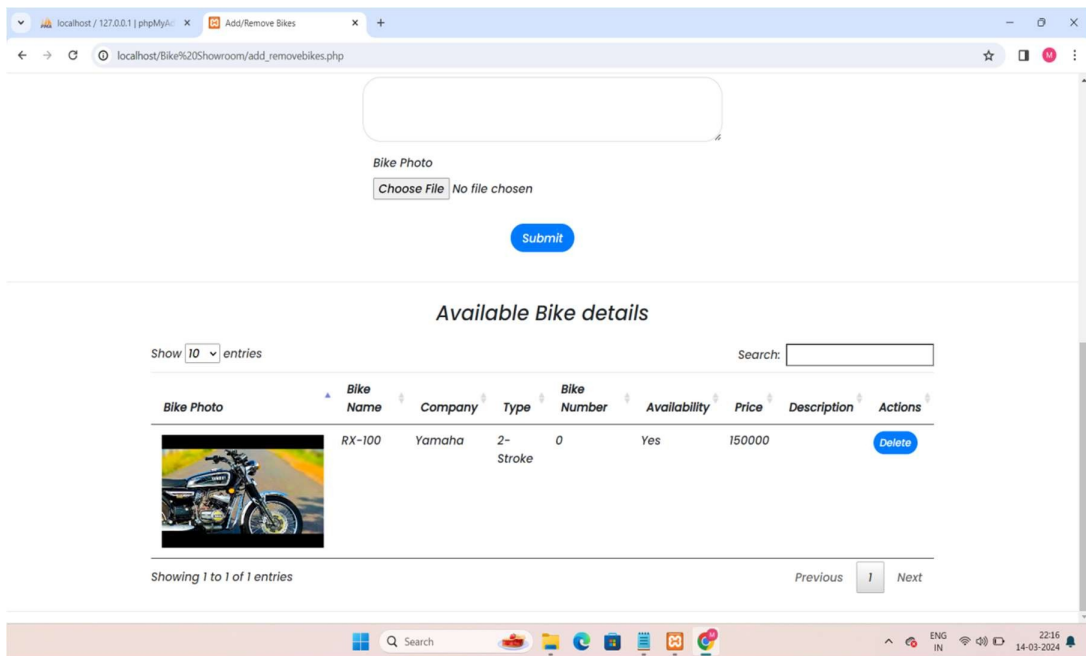 localhost / 127.0.0.1 | phpMyAd
Add/Remove Bikes
localhost/Bike%20Showroom/add_removebikes.php
M
Bike Photo
Choose File No file chosen
Submit
Available Bike details
Show 10 entries
Search:
Bike Photo Bike Name Company Type Bike Number Availability Price Description Actions
RX-100 Yamaha 2-Stroke 0 Yes 150000 Delete
Showing 1 to 1 of 1 entries
Previous 1 Next
Search
ENG
IN
22:16
14-03-2024